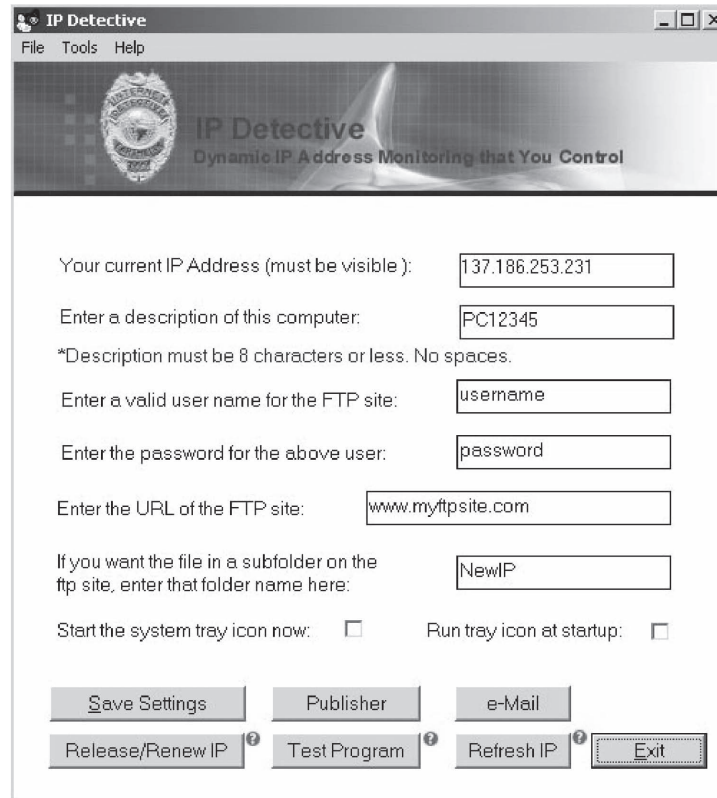 IP Detective
File Tools Help
INTERNET
DETECTIVE
IP Detective
Dynamic IP Address Monitoring that You Control
Your current IP Address (must be visible ): 137.186.253.231
Enter a description of this computer: PC12345
*Description must be 8 characters or less. No spaces.
Enter a valid user name for the FTP site: username
Enter the password for the above user: password
Enter the URL of the FTP site: www.myftpsite.com
If you want the file in a subfolder on the
ftp site, enter that folder name here: NewIP
Start the system tray icon now: Run tray icon at startup:
Save Settings Publisher e-Mail
Release/Renew IP ? Test Program ? Refresh IP ? Exit